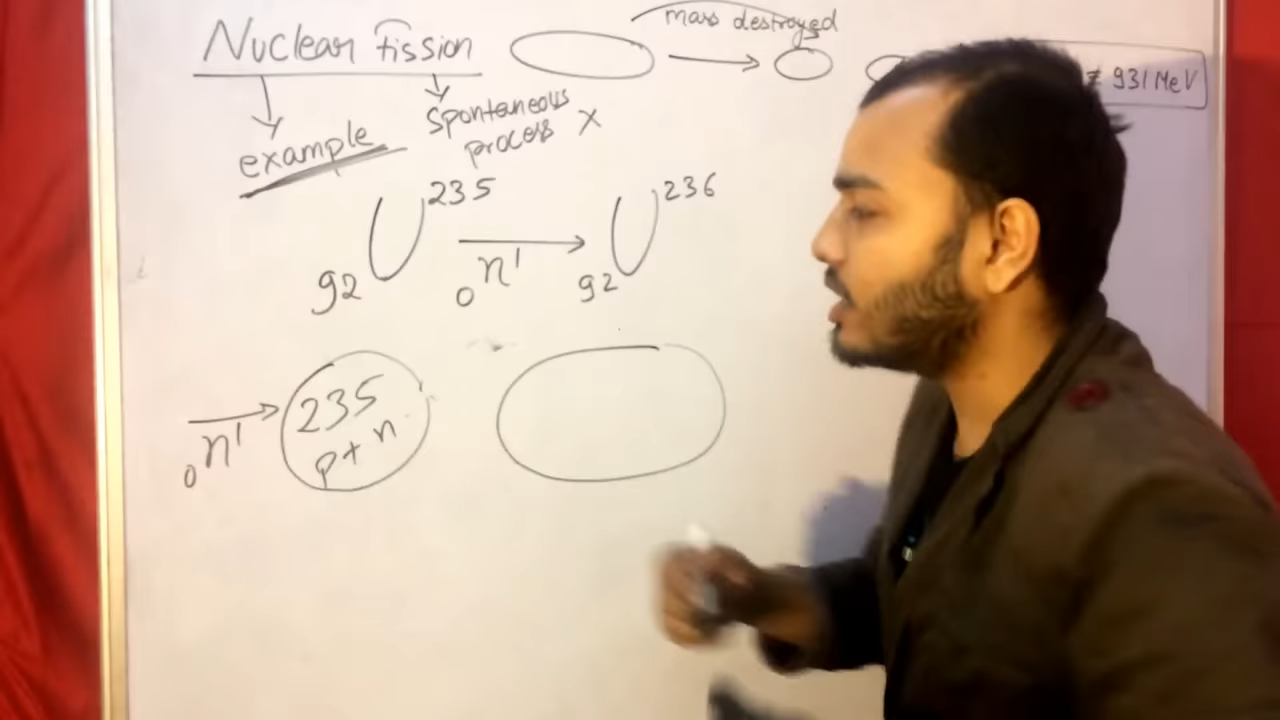 Nuclear fission
mass destroyed
931 MeV
example
Spontaneous
process X
92 U 235
0 n 1
92 U 236
0 n 1
235
p + n